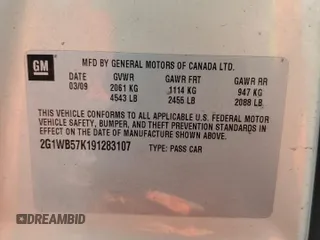 GM
MFD BY GENERAL MOTORS OF CANADA LTD.
DATE GVWR GAWR FRT GAWR RR
03/09 2061 KG 1114 KG 947 KG
4543 LB 2455 LB 2088 LB
THIS VEHICLE CONFORMS TO ALL APPLICABLE U.S. FEDERAL MOTOR
VEHICLE SAFETY, BUMPER, AND THEFT PREVENTION STANDARDS IN
EFFECT ON THE DATE OF MANUFACTURE SHOWN ABOVE.
2G1WB57K191283107 TYPE: PASS CAR
DREAMBID